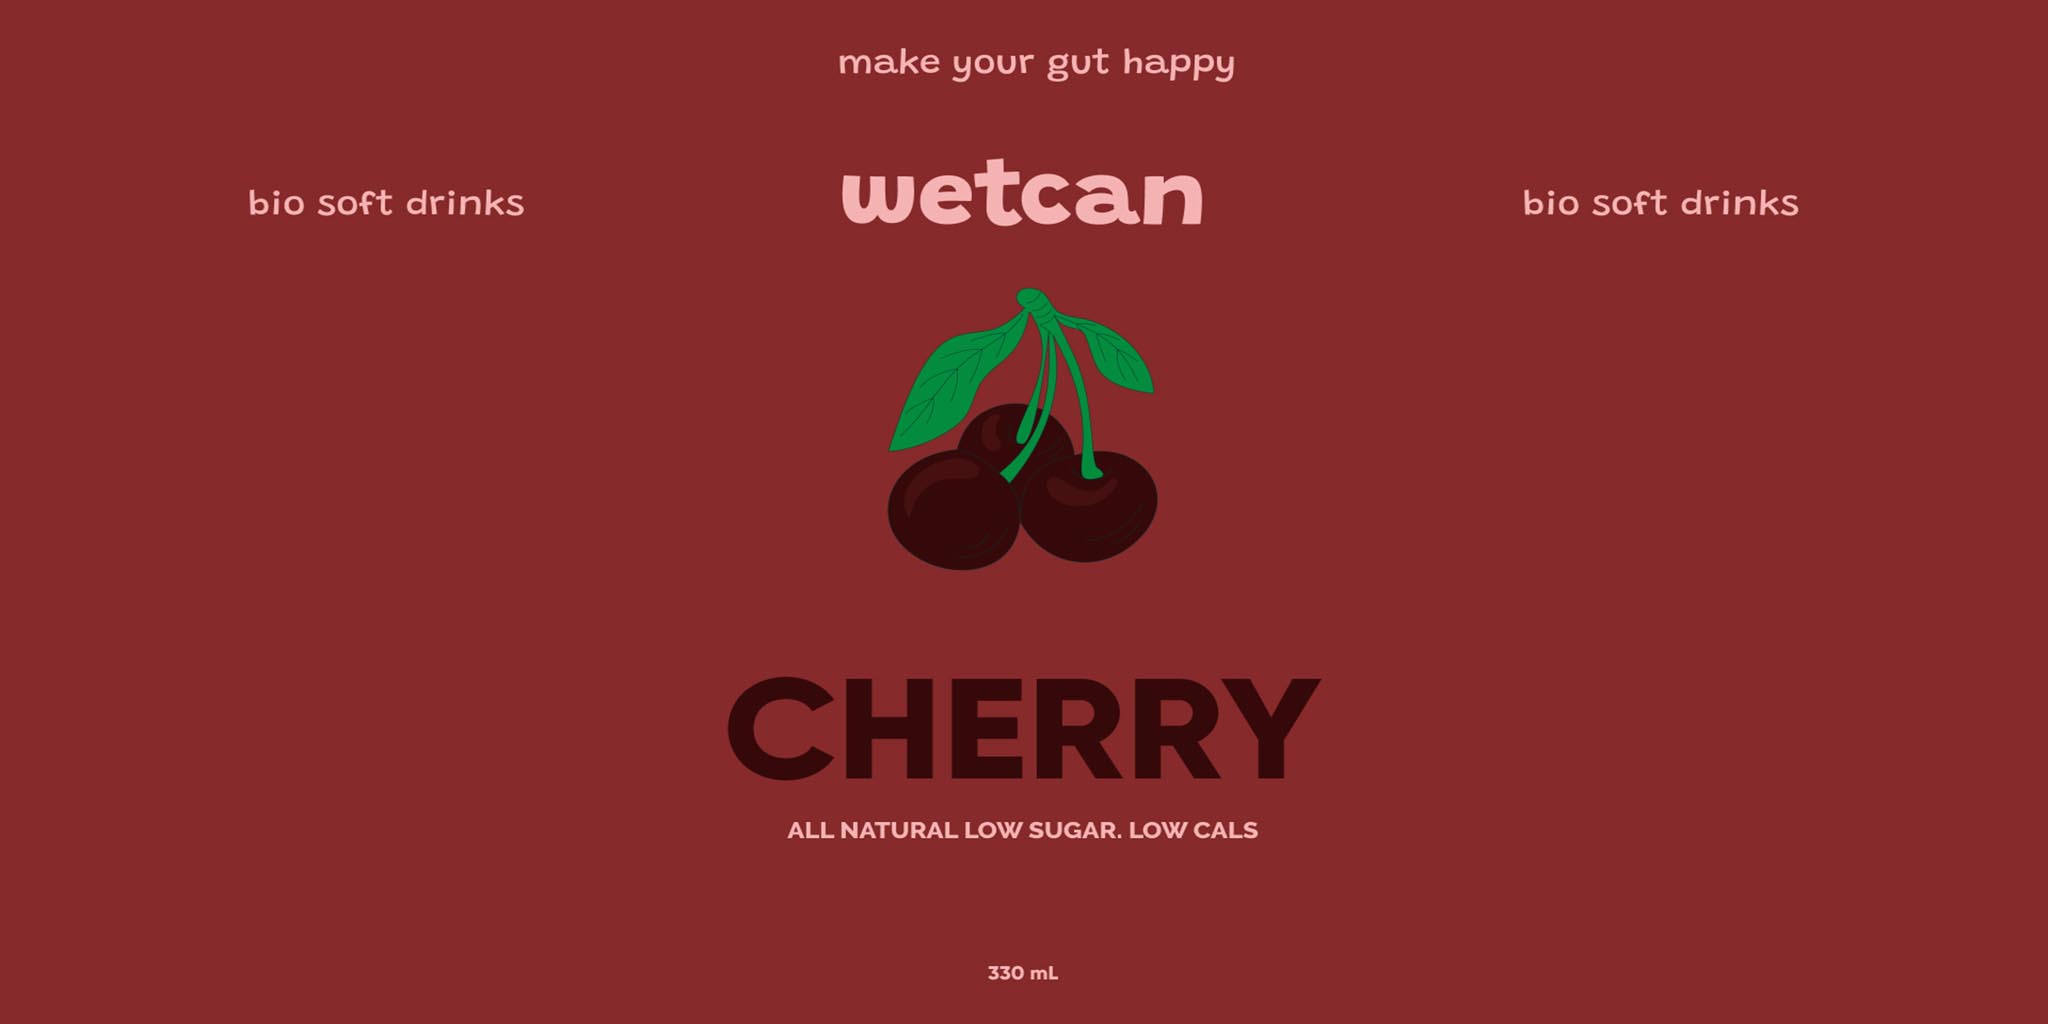 make your gut happy
wetcan
bio soft drinks
bio soft drinks
CHERRY
ALL NATURAL LOW SUGAR. LOW CALS
330 mL